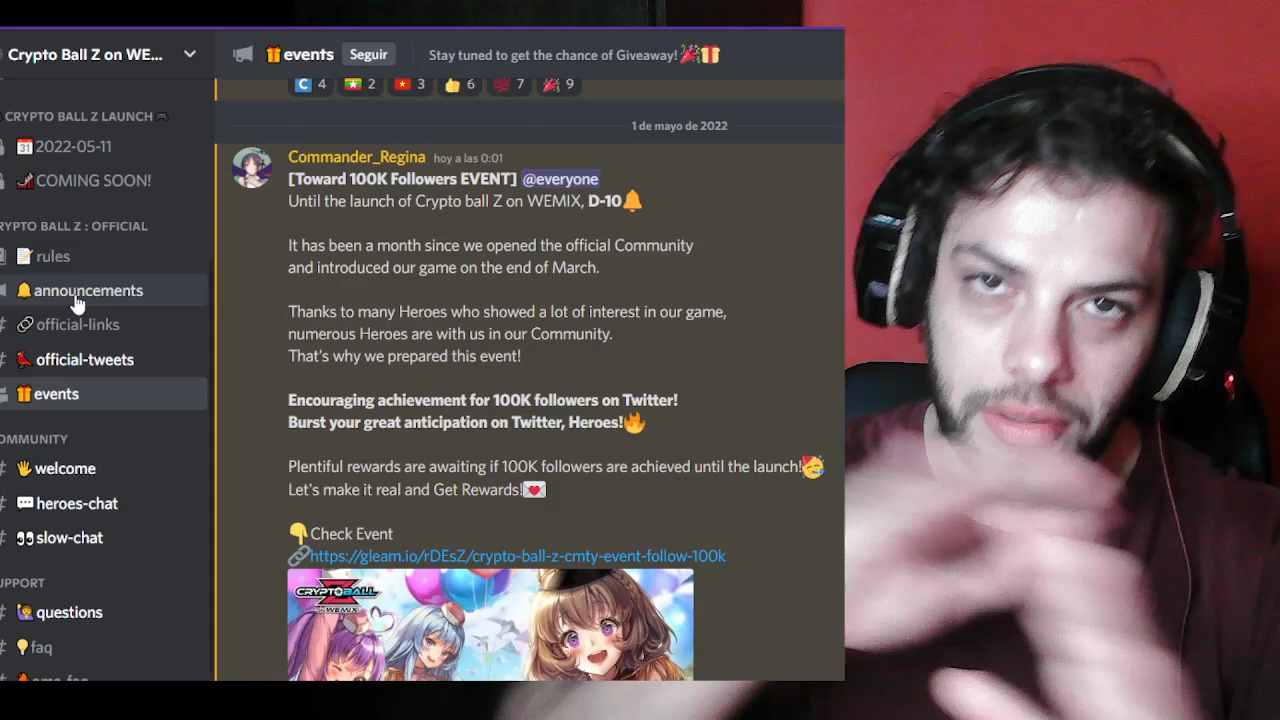 Crypto Ball Z on WE...
events
Seguir
Stay tuned to get the chance of Giveaway!
CRYPTO BALL Z LAUNCH
2022-05-11
COMING SOON!
RYPTO BALL Z : OFFICIAL
rules
announcements
official-links
official-tweets
events
OMMUNITY
welcome
heroes-chat
slow-chat
UPPORT
questions
faq
4
2
3
6
7
9
1 de mayo de 2022
Commander_Regina hoy a las 0:01
[Toward 100K Followers EVENT] @everyone
Until the launch of Crypto ball Z on WEMIX, D-10
It has been a month since we opened the official Community
and introduced our game on the end of March.
Thanks to many Heroes who showed a lot of interest in our game,
numerous Heroes are with us in our Community.
That's why we prepared this event!
Encouraging achievement for 100K followers on Twitter!
Burst your great anticipation on Twitter, Heroes!
Plentiful rewards are awaiting if 100K followers are achieved until the launch!
Let's make it real and Get Rewards!
Check Event
https://gleam.io/rDEsZ/crypto-ball-z-cmty-event-follow-100k
CRYPTOBALL
Z
ON WEMIX